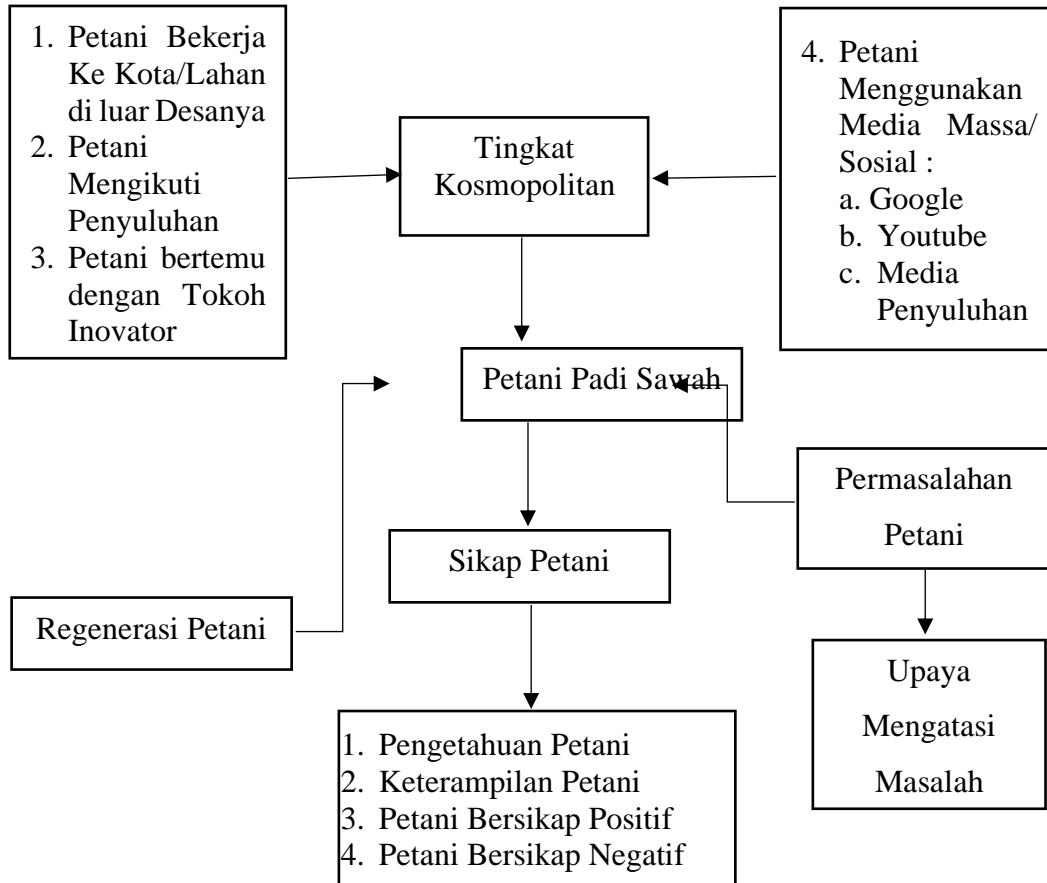 1. Petani Bekerja
Ke Kota/Lahan
di luar Desanya
2. Petani
Mengikuti
Penyuluhan
3. Petani bertemu
dengan Tokoh
Inovator
Tingkat
Kosmopolitan
4. Petani
Menggunakan
Media Massa/
Sosial :
a. Google
b. Youtube
c. Media
Penyuluhan
Petani Padi Sawah
Permasalahan
Petani
Sikap Petani
Regenerasi Petani
Upaya
Mengatasi
Masalah
1. Pengetahuan Petani
2. Keterampilan Petani
3. Petani Bersikap Positif
4. Petani Bersikap Negatif